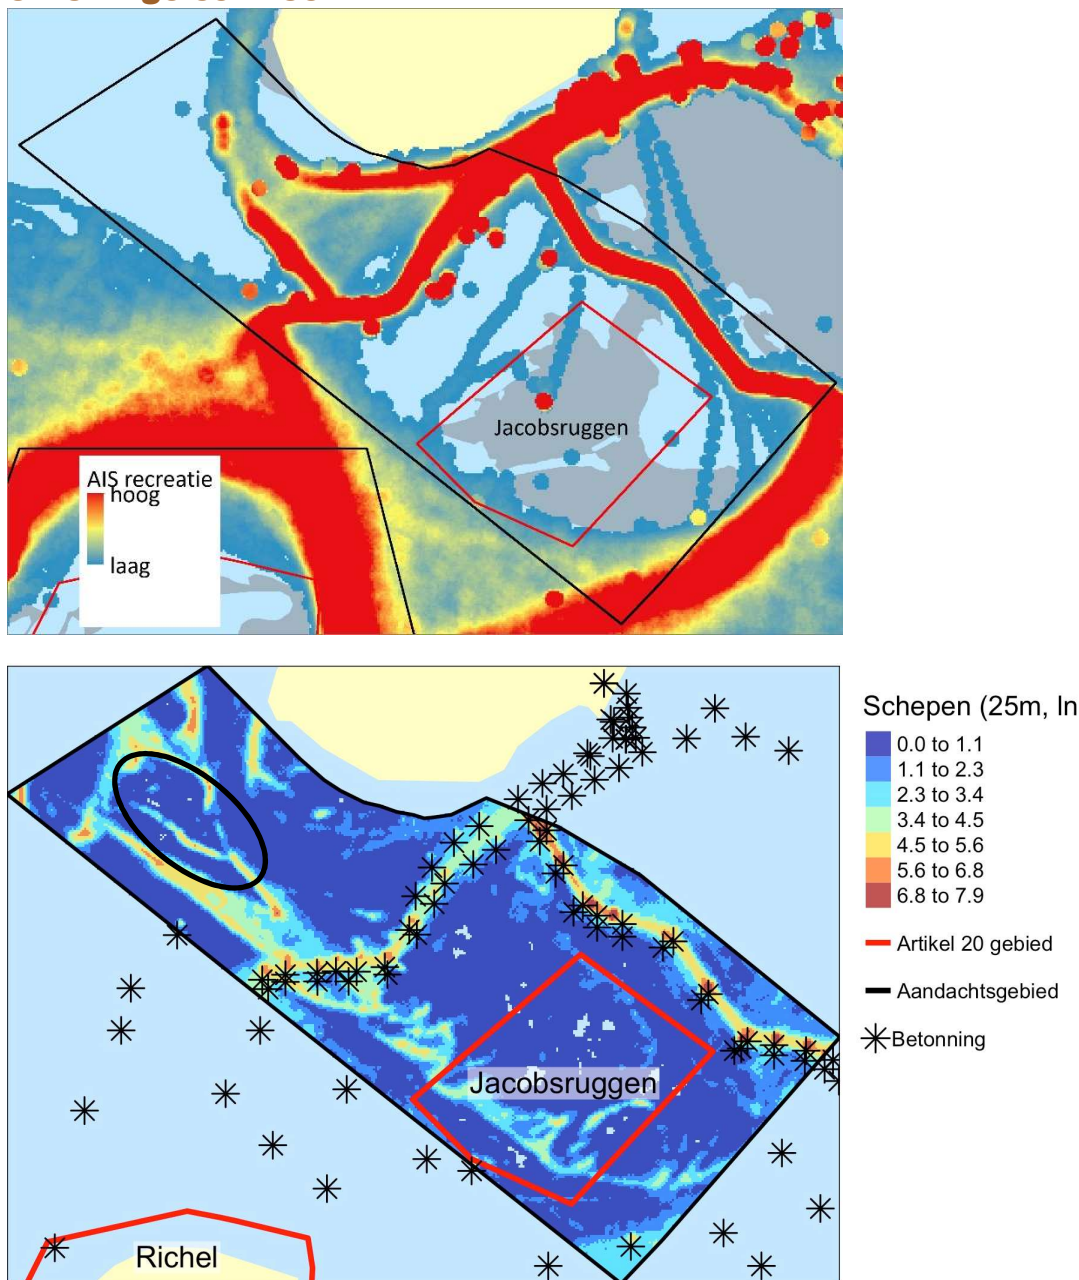 Jacobsruggen
AIS recreatie
hoog
laag
Schepen (25m, ln
0.0 to 1.1
1.1 to 2.3
2.3 to 3.4
3.4 to 4.5
4.5 to 5.6
5.6 to 6.8
6.8 to 7.9
Artikel 20 gebied
Aandachtsgebied
Betonning
Jacobsruggen
Richel